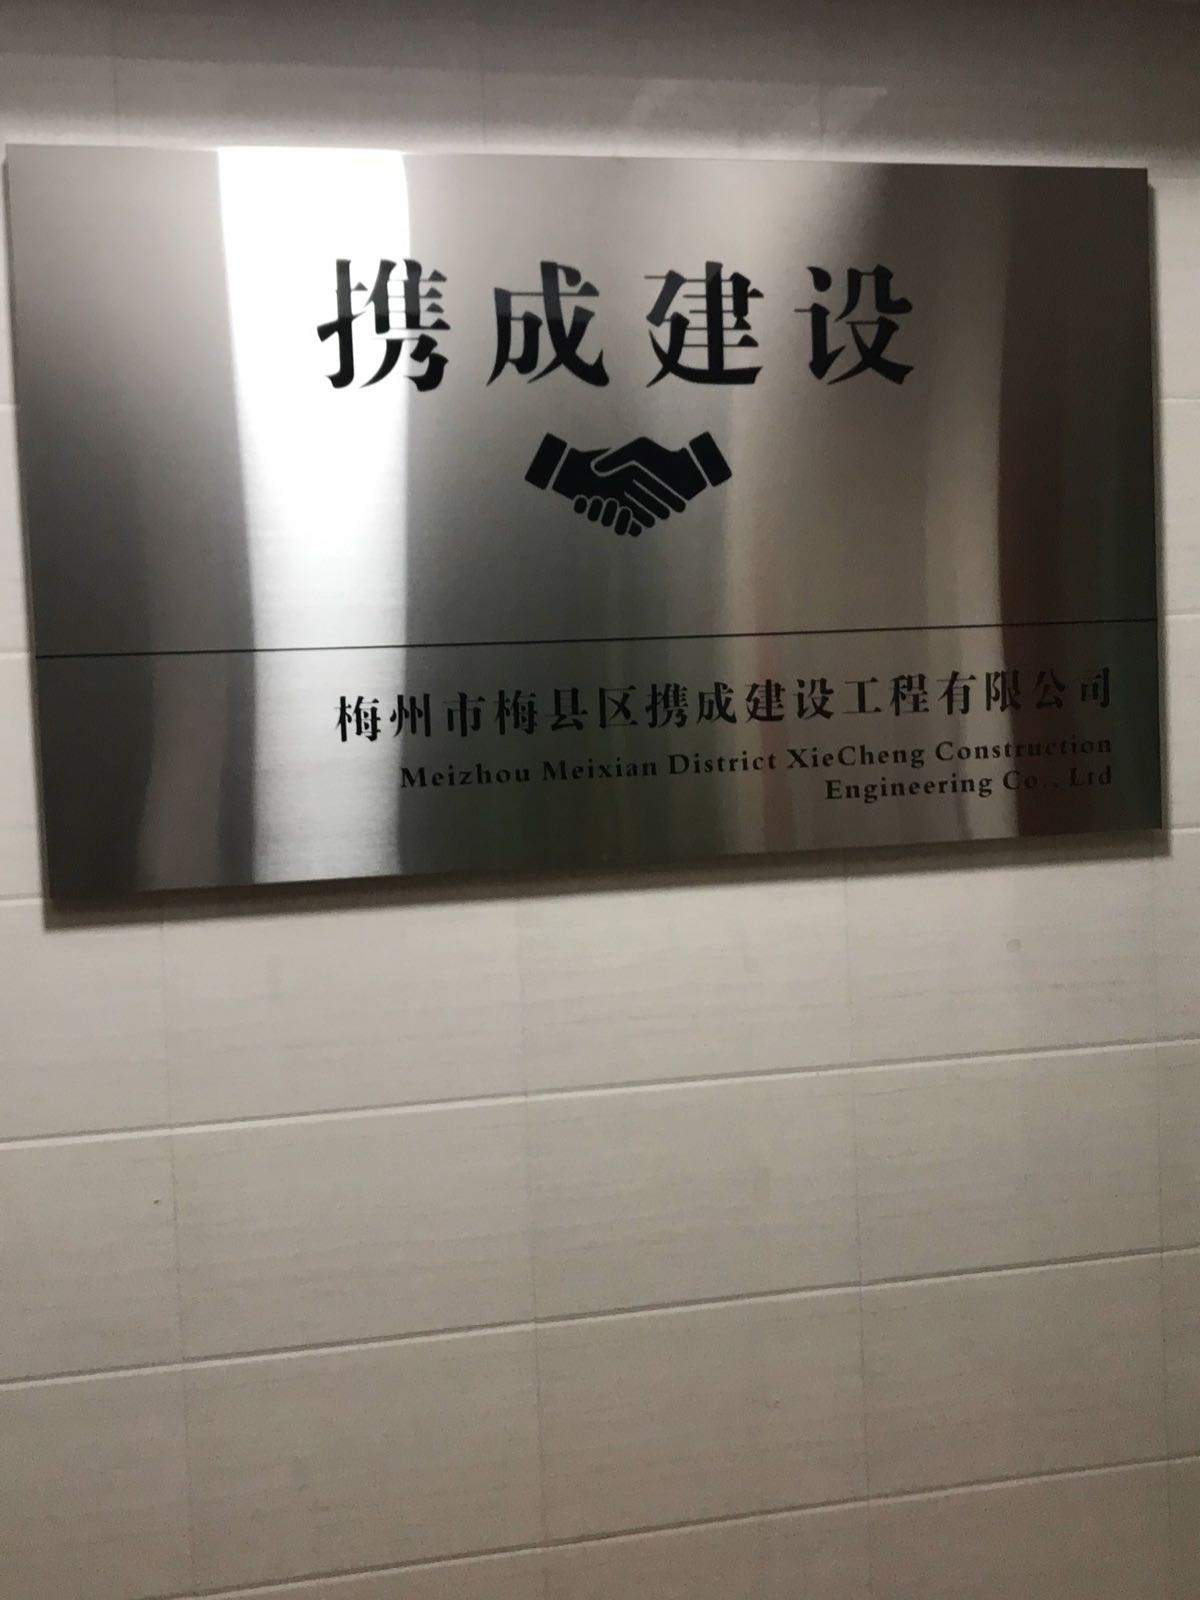 携成建设
梅州市梅县区携成建设工程有限公司
Meizhou Meixian District XieCheng Construction
Engineering Co., Ltd